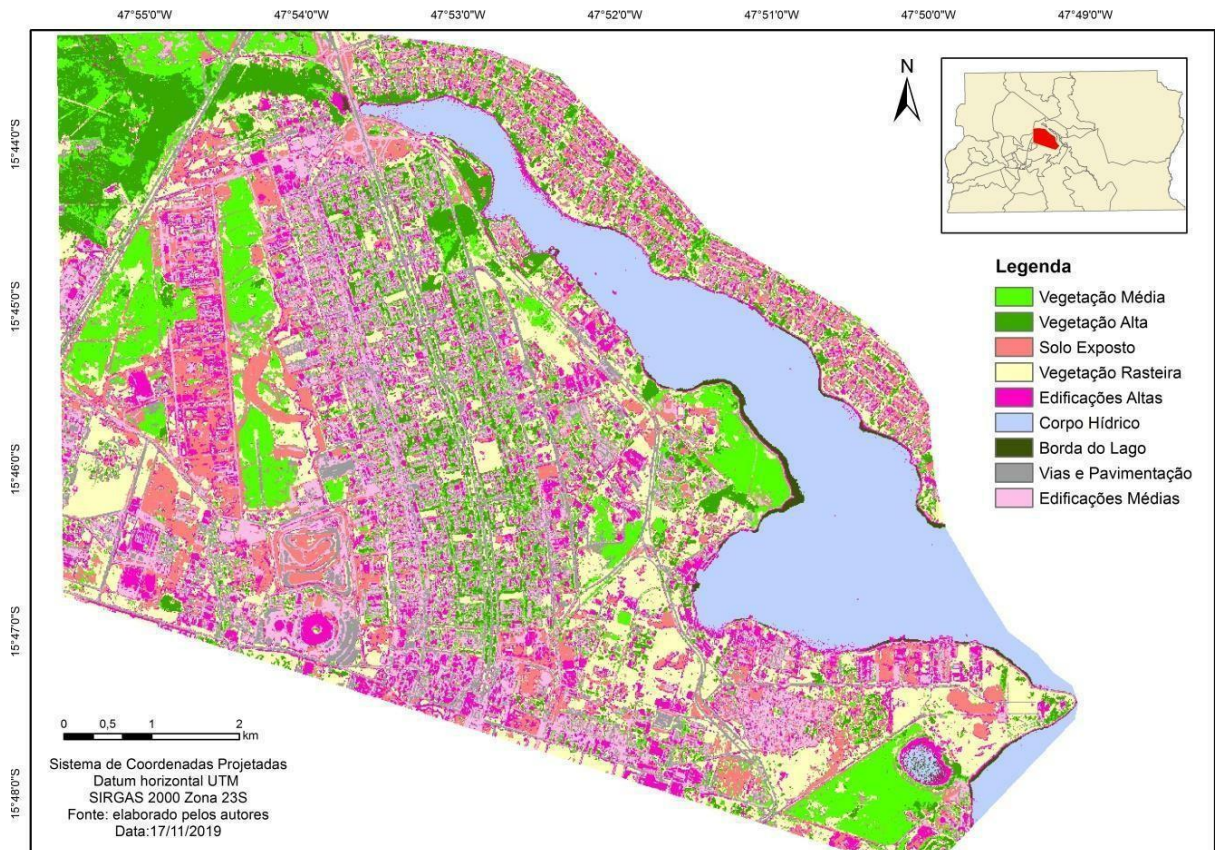 47°55'0"W 47°54'0"W 47°53'0"W 47°52'0"W 47°51'0"W 47°50'0"W 47°49'0"W
15°44'0"S
15°45'0"S
15°46'0"S
15°47'0"S
15°48'0"S
N
Legenda
Vegetação Média
Vegetação Alta
Solo Exposto
Vegetação Rasteira
Edificações Altas
Corpo Hídrico
Borda do Lago
Vias e Pavimentação
Edificações Médias
0 0,5 1 2
km
Sistema de Coordenadas Projetadas
Datum horizontal UTM
SIRGAS 2000 Zona 23S
Fonte: elaborado pelos autores
Data:17/11/2019